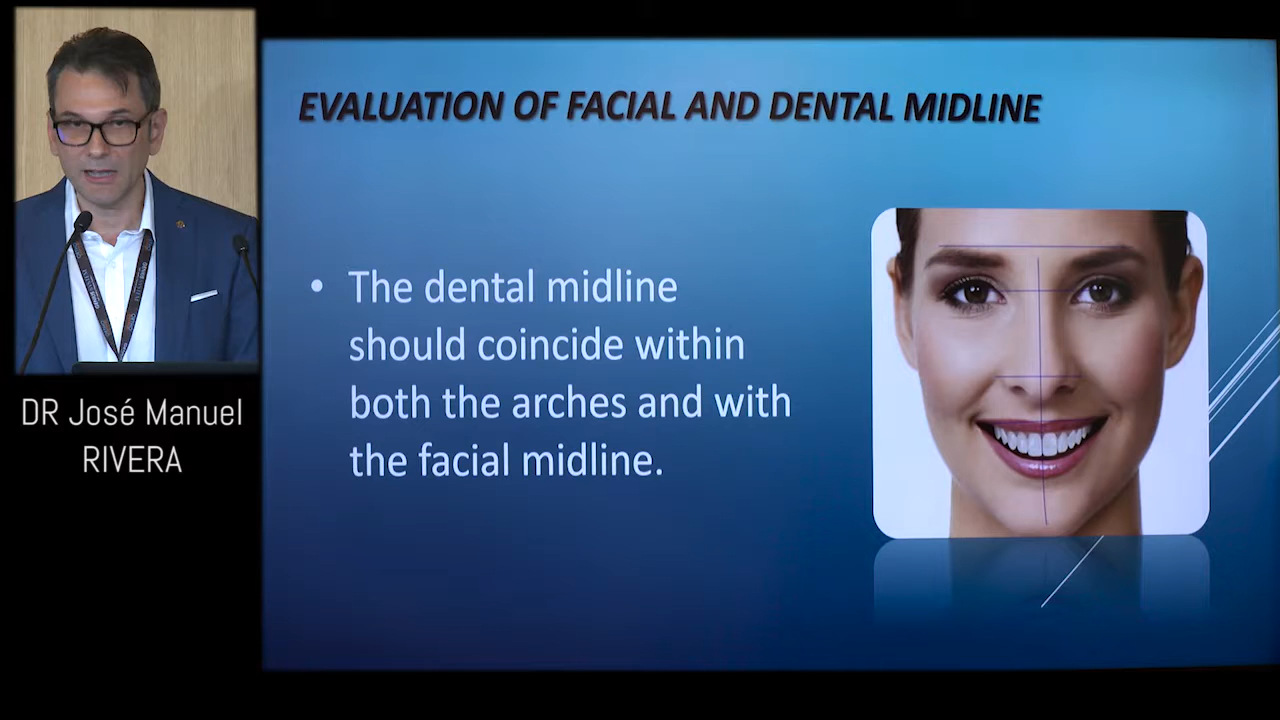 EVALUATION OF FACIAL AND DENTAL MIDLINE
• The dental midline
should coincide within
both the arches and with
the facial midline.
DR José Manuel
RIVERA